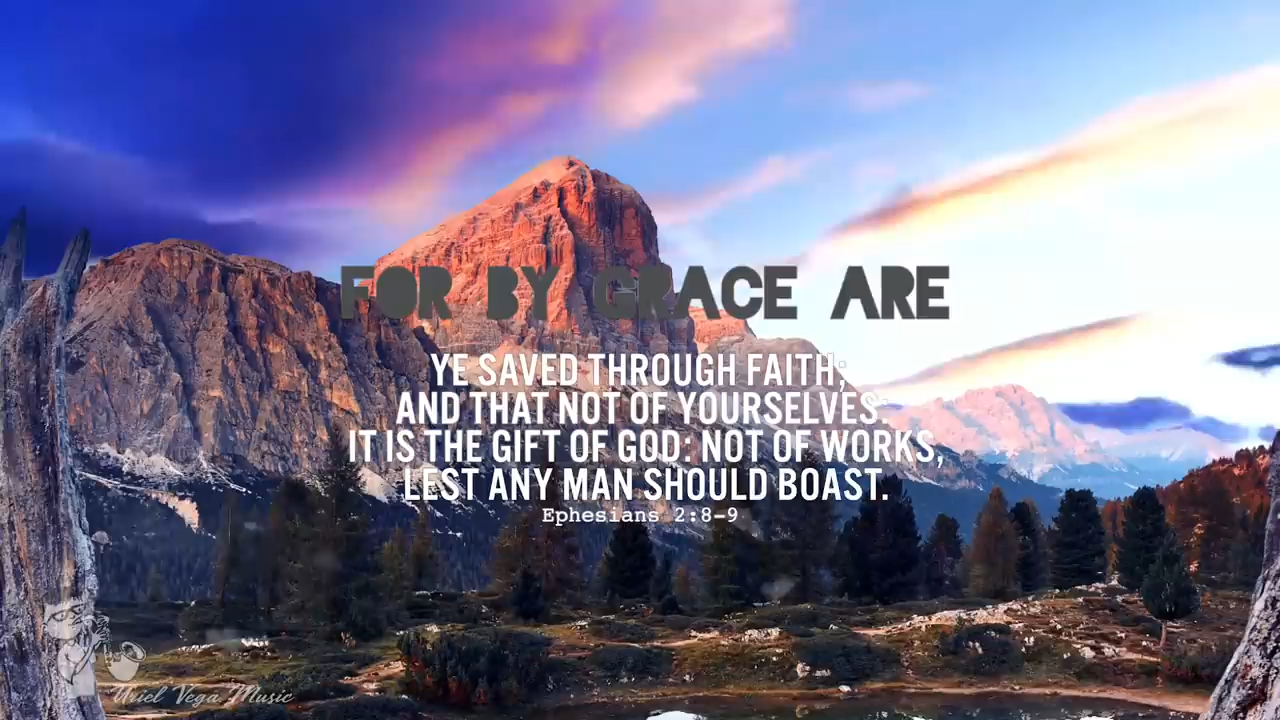 FOR BY GRACE ARE
YE SAVED THROUGH FAITH;
AND THAT NOT OF YOURSELVES:
IT IS THE GIFT OF GOD: NOT OF WORKS,
LEST ANY MAN SHOULD BOAST.
Ephesians 2:8-9
Uriel Vega Music